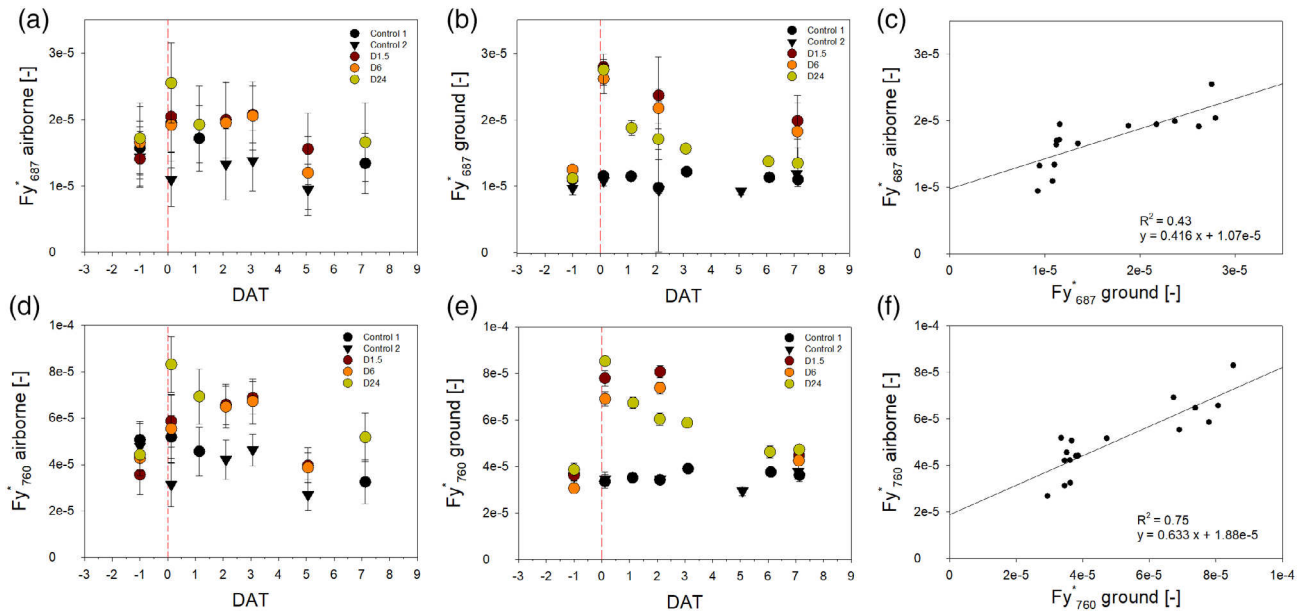 (a)
Fy*687 airborne [-]
3e-5
2e-5
1e-5
0
Control 1
Control 2
D1.5
D6
D24
-3 -2 -1 0 1 2 3 4 5 6 7 8 9
DAT
(b)
Fy*687 ground [-]
3e-5
2e-5
1e-5
0
Control 1
Control 2
D1.5
D6
D24
-3 -2 -1 0 1 2 3 4 5 6 7 8 9
DAT
(c)
Fy*687 airborne [-]
3e-5
2e-5
1e-5
0
R2 = 0.43
y = 0.416 x + 1.07e-5
0 1e-5 2e-5 3e-5
Fy*687 ground [-]
(d)
Fy*760 airborne [-]
1e-4
8e-5
6e-5
4e-5
2e-5
0
Control 1
Control 2
D1.5
D6
D24
-3 -2 -1 0 1 2 3 4 5 6 7 8 9
DAT
(e)
Fy*760 ground [-]
1e-4
8e-5
6e-5
4e-5
2e-5
0
Control 1
Control 2
D1.5
D6
D24
-3 -2 -1 0 1 2 3 4 5 6 7 8 9
DAT
(f)
Fy*760 airborne [-]
1e-4
8e-5
6e-5
4e-5
2e-5
0
R2 = 0.75
y = 0.633 x + 1.88e-5
0 2e-5 4e-5 6e-5 8e-5 1e-4
Fy*760 ground [-]